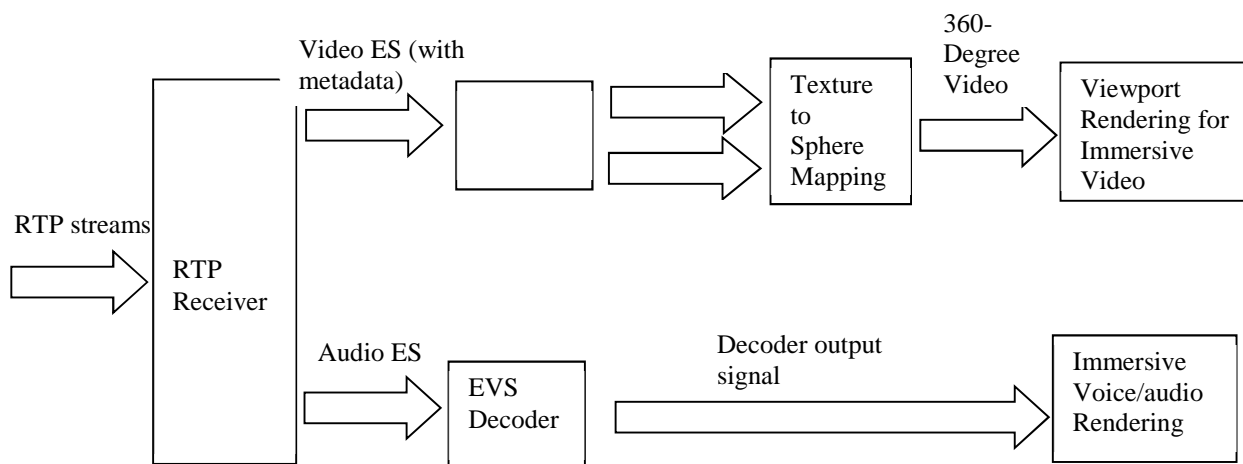 360-
Degree
Video
Video ES (with
metadata)
Texture
to
Sphere
Mapping
Viewport
Rendering for
Immersive
Video
RTP streams
RTP
Receiver
Audio ES
EVS
Decoder
Decoder output
signal
Immersive
Voice/audio
Rendering